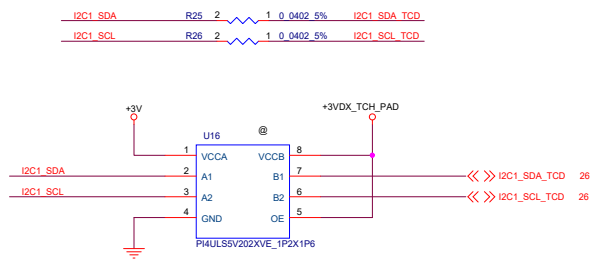 I2C1_SDA R25 2 1 0_0402_5% I2C1_SDA_TCD
I2C1_SCL R26 2 1 0_0402_5% I2C1_SCL_TCD
+3V +3VDX_TCH_PAD
U16 @
1 VCCA VCCB 8
I2C1_SDA 2 A1 B1 7 I2C1_SDA_TCD 26
I2C1_SCL 3 A2 B2 6 I2C1_SCL_TCD 26
4 GND OE 5
PI4ULS5V202XVE_1P2X1P6